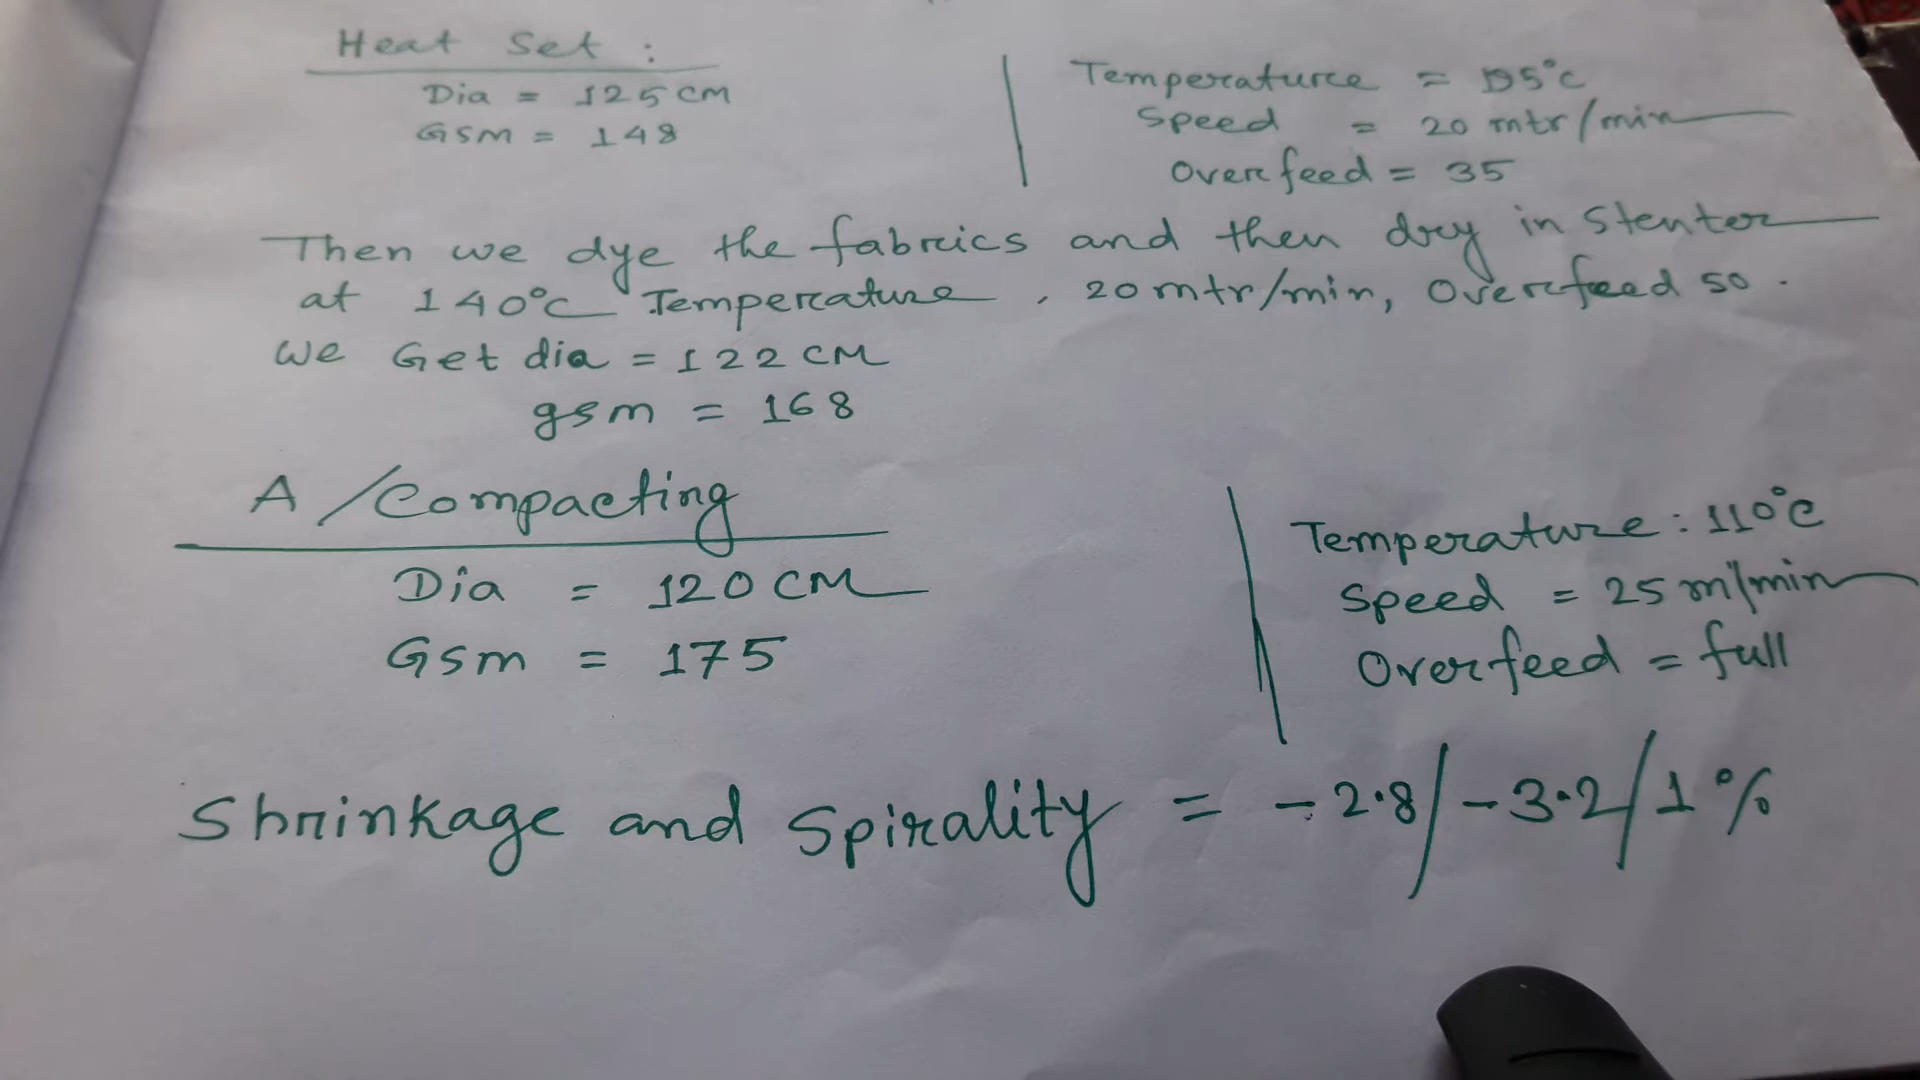 Heat Set :
Dia = 125 CM
GSM = 148
Temperature = 195°c
Speed = 20 mtr/min
Overfeed = 35
Then we dye the fabrics and then dry in Stenter
at 140°c Temperature, 20 mtr/min, Overfeed 50.
We Get dia = 122 CM
gsm = 168
A/Compacting
Dia = 120 CM
Gsm = 175
Temperature : 110°c
Speed = 25 m/min
Overfeed = full
Shrinkage and Spirality = -2.8/-3.2/1%